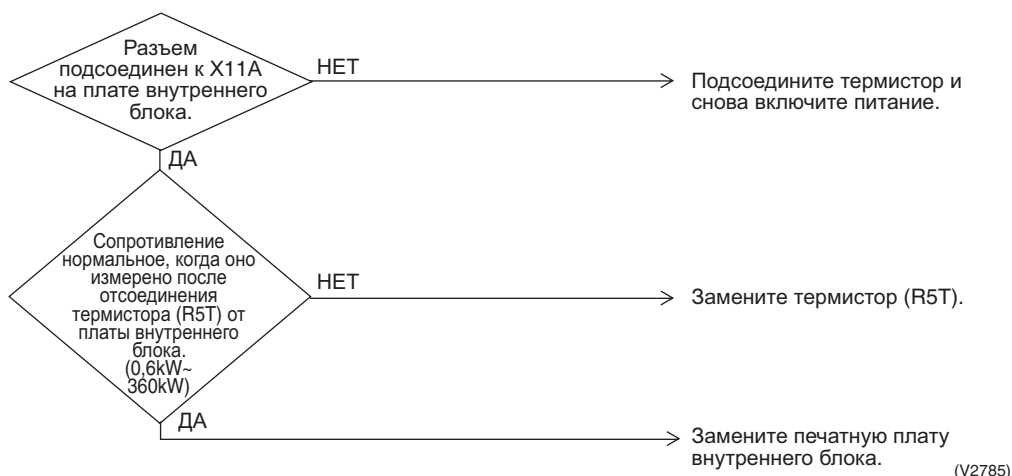 Разъем
подсоединен к X11A
на плате внутреннего
блока.
НЕТ
Подсоедините термистор и
снова включите питание.
ДА
Сопротивление
нормальное, когда оно
измерено после
отсоединения
термистора (R5T) от
платы внутреннего
блока.
(0,6kW~
360kW)
НЕТ
Замените термистор (R5T).
ДА
Замените печатную плату
внутреннего блока.
(V2785)